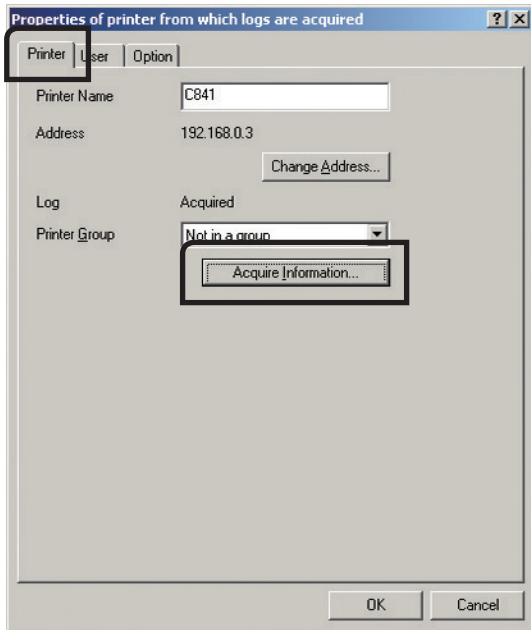 Properties of printer from which logs are acquired
Printer User Option
Printer Name C841
Address 192.168.0.3
Change Address...
Log Acquired
Printer Group Not in a group
Acquire Information...
OK Cancel